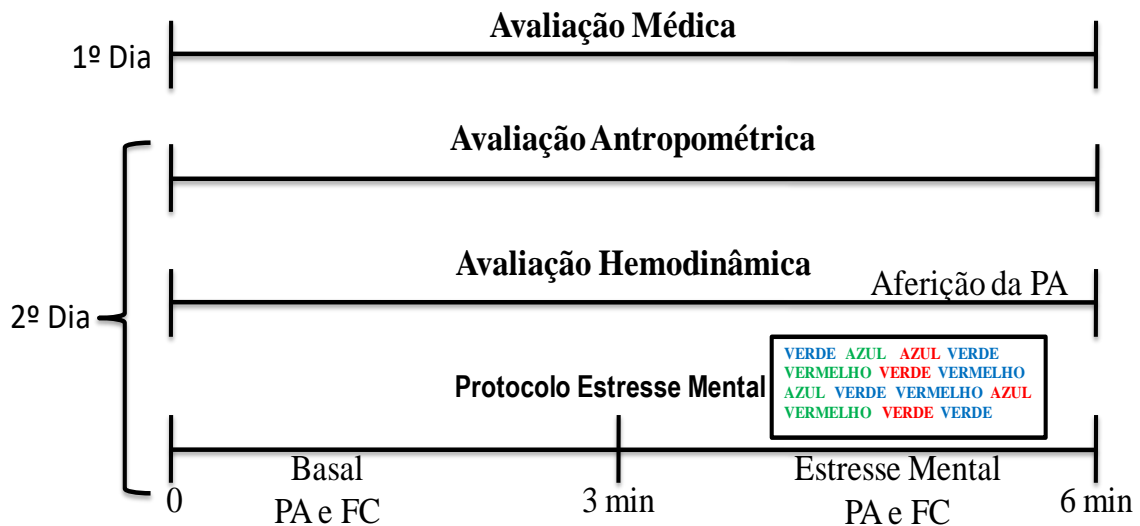 Avaliação Médica
1º Dia
Avaliação Antropométrica
Avaliação Hemodinâmica
Aferição da PA
2º Dia
VERDE AZUL AZUL VERDE
VERMELHO VERDE VERMELHO
AZUL VERDE VERMELHO AZUL
VERMELHO VERDE VERDE
Protocolo Estresse Mental
Basal
PA e FC
Estresse Mental
PA e FC
0
3 min
6 min